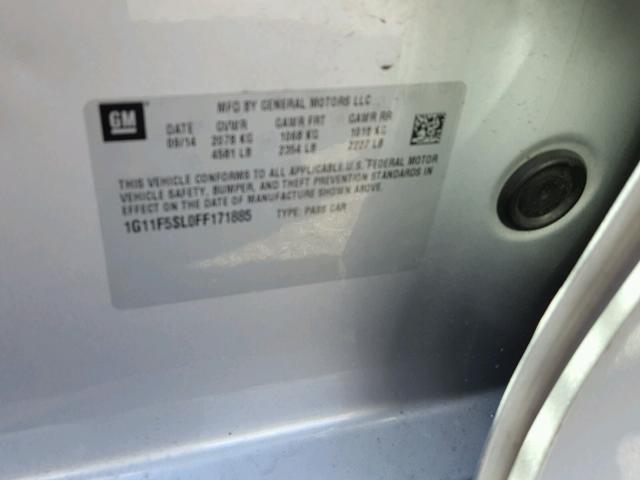 MFD BY GENERAL MOTORS LLC
GM
DATE GVWR GAWR FRT GAWR RR
09/14 2078 KG 1068 KG 1010 KG
4581 LB 2354 LB 2227 LB
THIS VEHICLE CONFORMS TO ALL APPLICABLE U.S. FEDERAL MOTOR
VEHICLE SAFETY, BUMPER, AND THEFT PREVENTION STANDARDS IN
EFFECT ON THE DATE OF MANUFACTURE SHOWN ABOVE.
1G11F5SL0FF171885 TYPE: PASS CAR